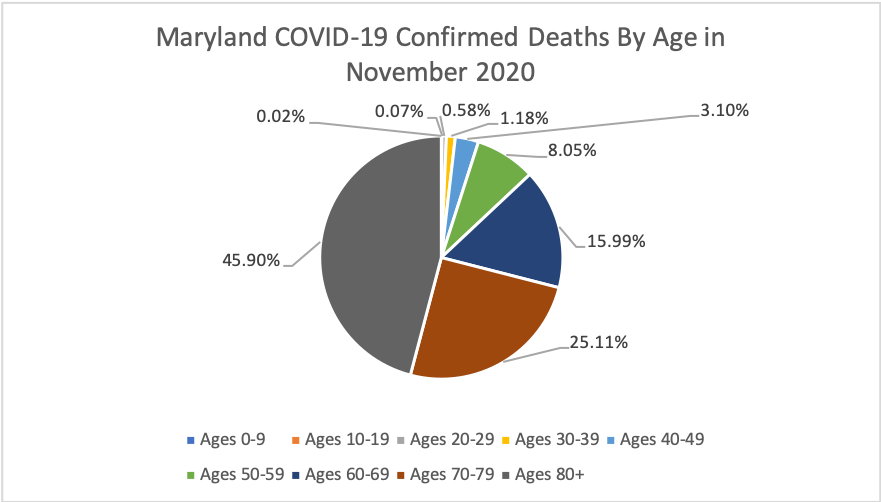 Maryland COVID-19 Confirmed Deaths By Age in
November 2020
0.02%
0.07%
0.58%
1.18%
3.10%
8.05%
15.99%
25.11%
45.90%
Ages 0-9
Ages 10-19
Ages 20-29
Ages 30-39
Ages 40-49
Ages 50-59
Ages 60-69
Ages 70-79
Ages 80+